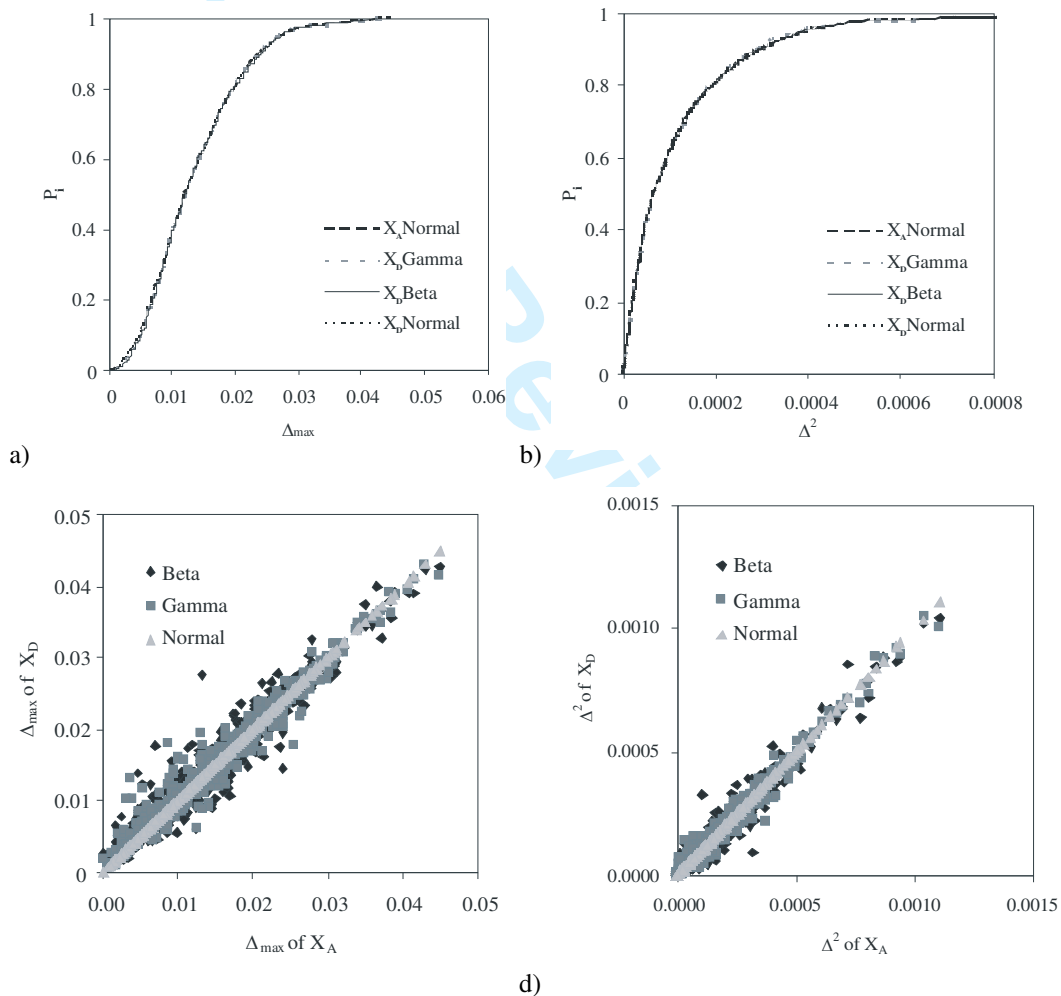 1
0.8
0.6
0.4
0.2
0
P_i
0 0.01 0.02 0.03 0.04 0.05 0.06
Δmax
X_A Normal
X_D Gamma
X_D Beta
X_D Normal
a)
1
0.8
0.6
0.4
0.2
0
P_i
0 0.0002 0.0004 0.0006 0.0008
Δ²
X_A Normal
X_D Gamma
X_D Beta
X_D Normal
b)
0.05
0.04
0.03
0.02
0.01
0
Δmax of X_D
Beta
Gamma
Normal
0.00 0.01 0.02 0.03 0.04 0.05
Δmax of X_A
0.0015
0.0010
0.0005
0.0000
Δ² of X_D
Beta
Gamma
Normal
0.0000 0.0005 0.0010 0.0015
Δ² of X_A
d)